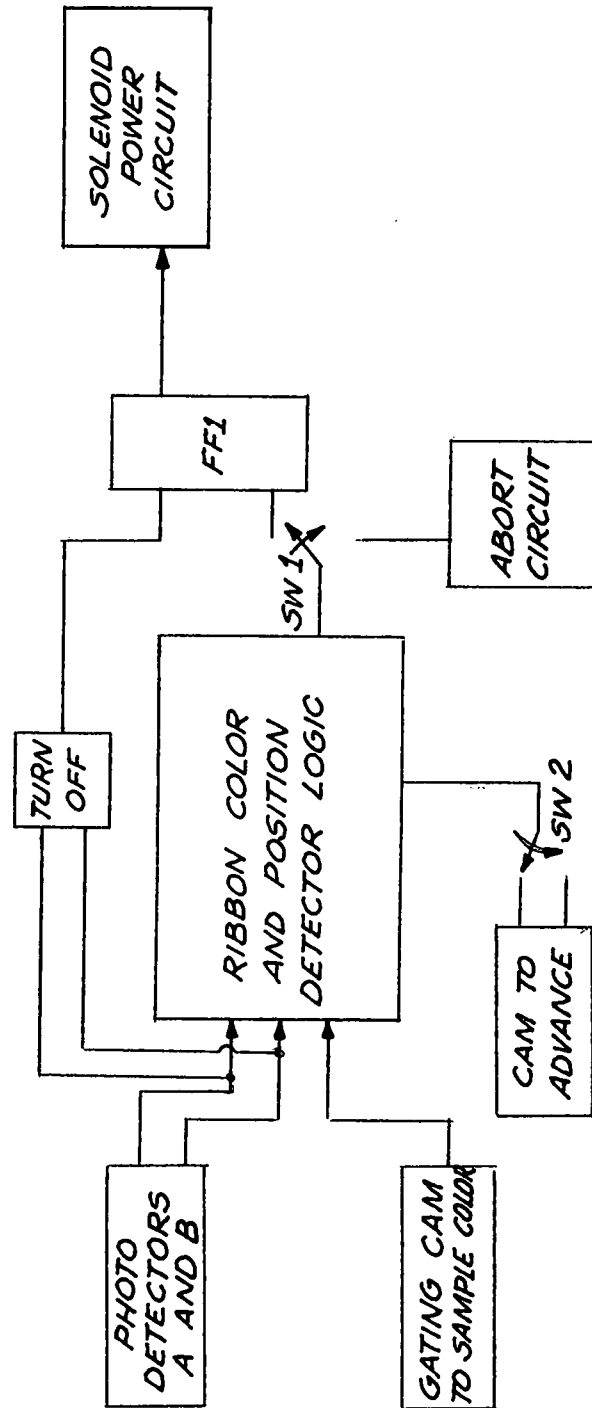 PHOTO
DETECTORS
A AND B
GATING CAM
TO SAMPLE COLOR
TURN
OFF
RIBBON COLOR
AND POSITION
DETECTOR LOGIC
CAM TO
ADVANCE
SW 2
SW 1
FF1
ABORT
CIRCUIT
SOLENOID
POWER
CIRCUIT